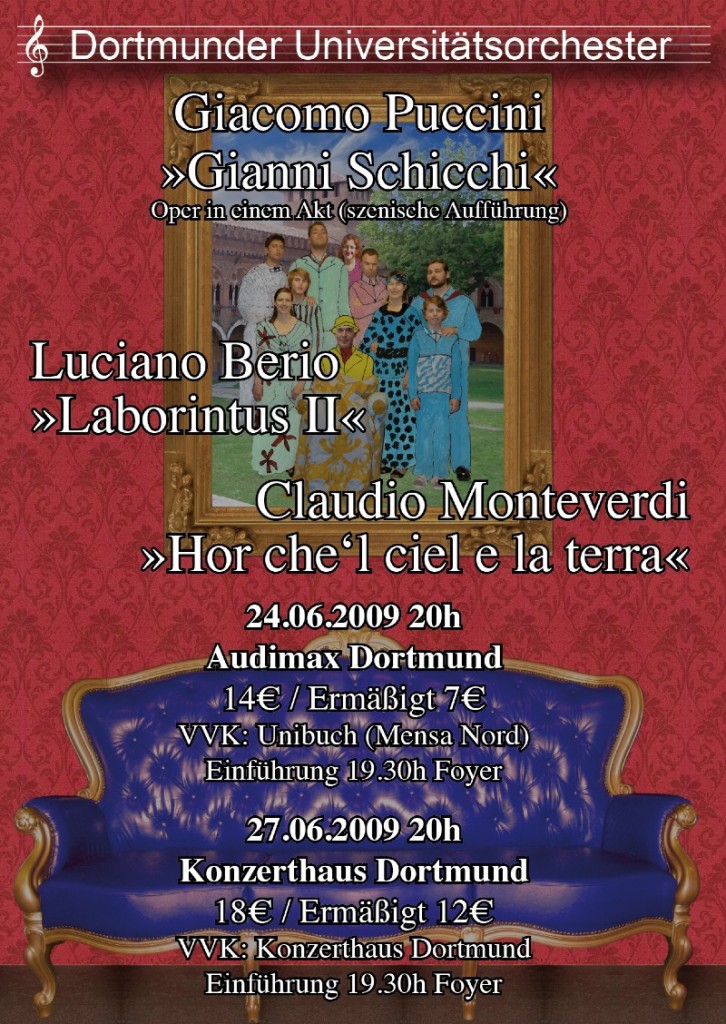 Dortmunder Universitätsorchester
Giacomo Puccini
»Gianni Schicchi«
Oper in einem Akt (szenische Aufführung)
Luciano Berio
»Laborintus II«
Claudio Monteverdi
»Hor che‘l ciel e la terra«
24.06.2009 20h
Audimax Dortmund
14€ / Ermäßigt 7€
VVK: Unibuch (Mensa Nord)
Einführung 19.30h Foyer
27.06.2009 20h
Konzerthaus Dortmund
18€ / Ermäßigt 12€
VVK: Konzerthaus Dortmund
Einführung 19.30h Foyer